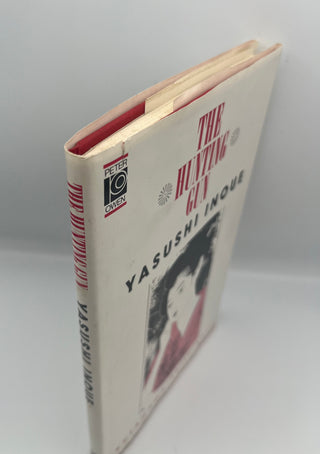 PETER
OWEN
THE
HUNTING
GUN
YASUSHI INOUE
THE HUNTING GUN
YASUSHI INOUE